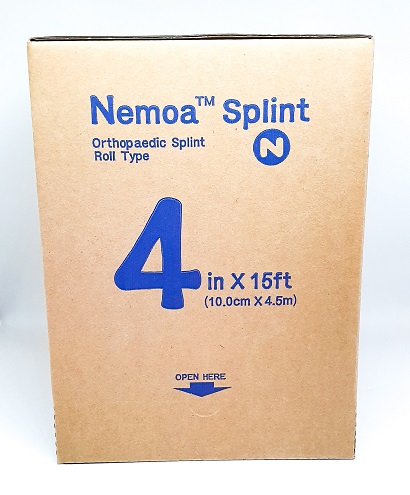 Nemoa™ Splint
Orthopaedic Splint
Roll Type
N
4 in X 15ft
(10.0cm X 4.5m)
OPEN HERE